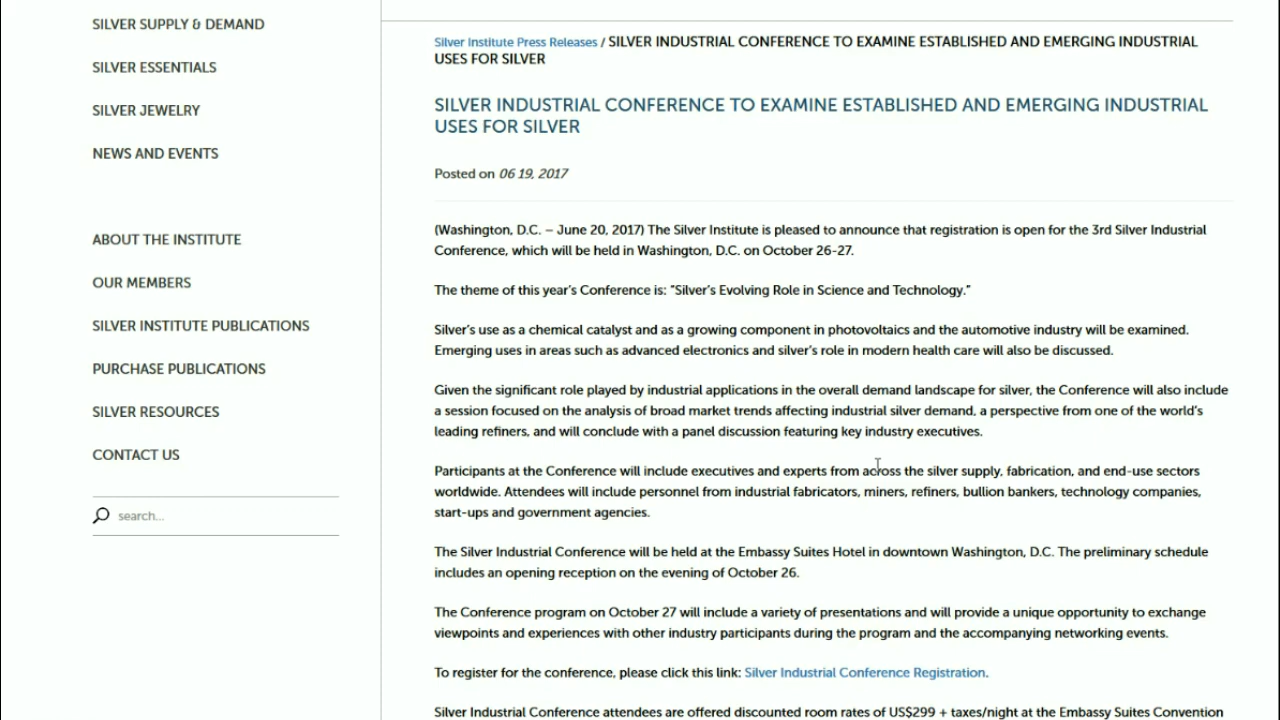 SILVER SUPPLY & DEMAND
SILVER ESSENTIALS
SILVER JEWELRY
NEWS AND EVENTS
ABOUT THE INSTITUTE
OUR MEMBERS
SILVER INSTITUTE PUBLICATIONS
PURCHASE PUBLICATIONS
SILVER RESOURCES
CONTACT US
search...
Silver Institute Press Releases / SILVER INDUSTRIAL CONFERENCE TO EXAMINE ESTABLISHED AND EMERGING INDUSTRIAL
USES FOR SILVER
SILVER INDUSTRIAL CONFERENCE TO EXAMINE ESTABLISHED AND EMERGING INDUSTRIAL
USES FOR SILVER
Posted on 06 19, 2017
(Washington, D.C. – June 20, 2017) The Silver Institute is pleased to announce that registration is open for the 3rd Silver Industrial
Conference, which will be held in Washington, D.C. on October 26-27.
The theme of this year's Conference is: "Silver's Evolving Role in Science and Technology."
Silver's use as a chemical catalyst and as a growing component in photovoltaics and the automotive industry will be examined.
Emerging uses in areas such as advanced electronics and silver's role in modern health care will also be discussed.
Given the significant role played by industrial applications in the overall demand landscape for silver, the Conference will also include
a session focused on the analysis of broad market trends affecting industrial silver demand, a perspective from one of the world's
leading refiners, and will conclude with a panel discussion featuring key industry executives.
Participants at the Conference will include executives and experts from across the silver supply, fabrication, and end-use sectors
worldwide. Attendees will include personnel from industrial fabricators, miners, refiners, bullion bankers, technology companies,
start-ups and government agencies.
The Silver Industrial Conference will be held at the Embassy Suites Hotel in downtown Washington, D.C. The preliminary schedule
includes an opening reception on the evening of October 26.
The Conference program on October 27 will include a variety of presentations and will provide a unique opportunity to exchange
viewpoints and experiences with other industry participants during the program and the accompanying networking events.
To register for the conference, please click this link: Silver Industrial Conference Registration.
Silver Industrial Conference attendees are offered discounted room rates of US$299 + taxes/night at the Embassy Suites Convention